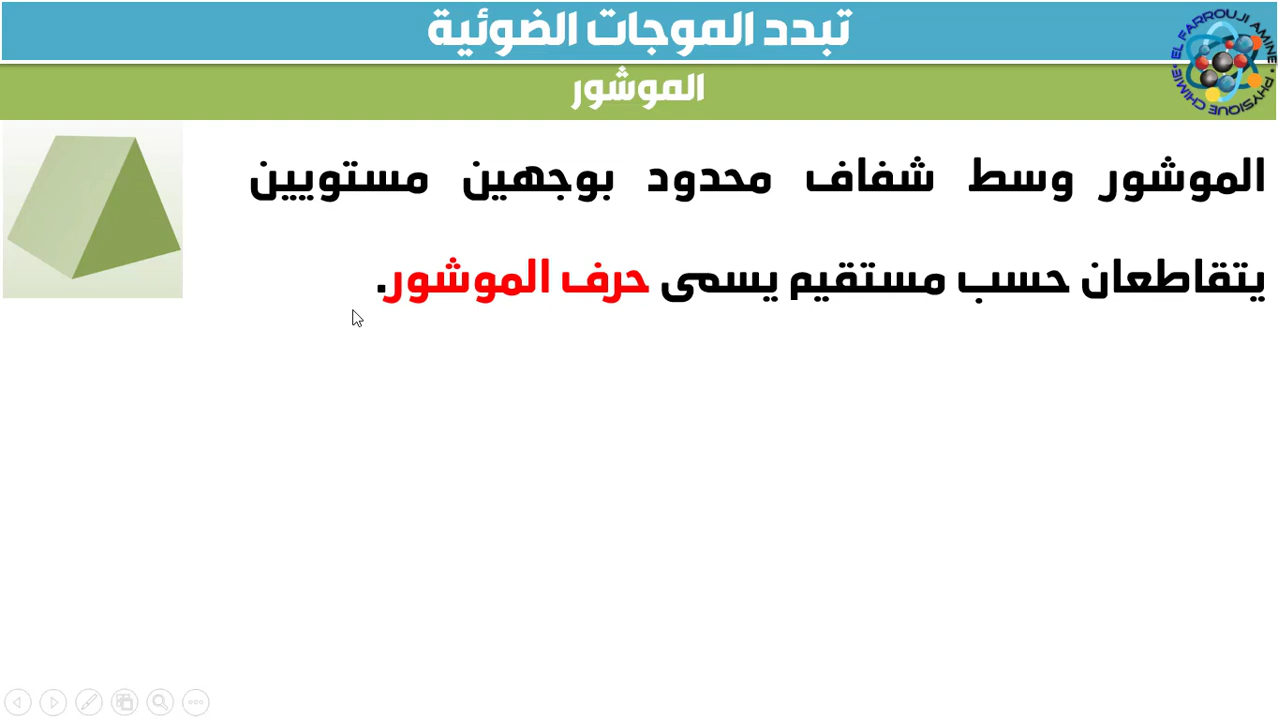 تبدد الموجات الضوئية
الموشور
EL FARROUJI AMINE * PHYSIQUE CHIMIE *
الموشور وسط شفاف محدود بوجهين مستويين
يتقاطعان حسب مستقيم يسمى حرف الموشور.